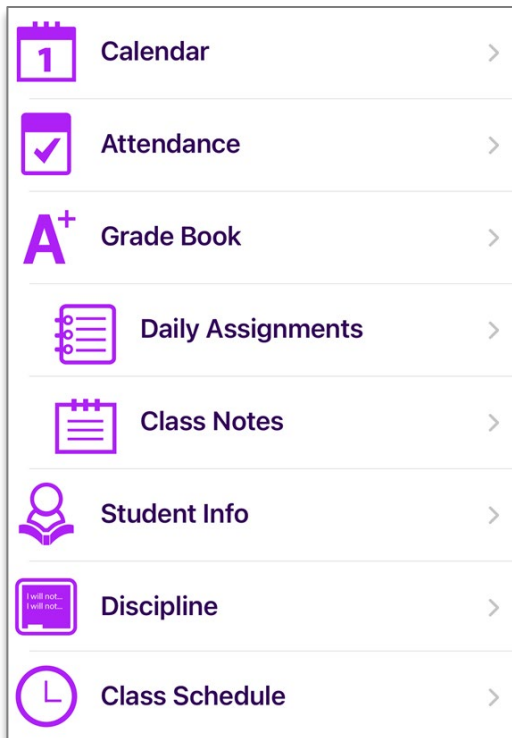 1
Calendar
Attendance
A+
Grade Book
Daily Assignments
Class Notes
Student Info
I will not...
I will not...
Discipline
Class Schedule